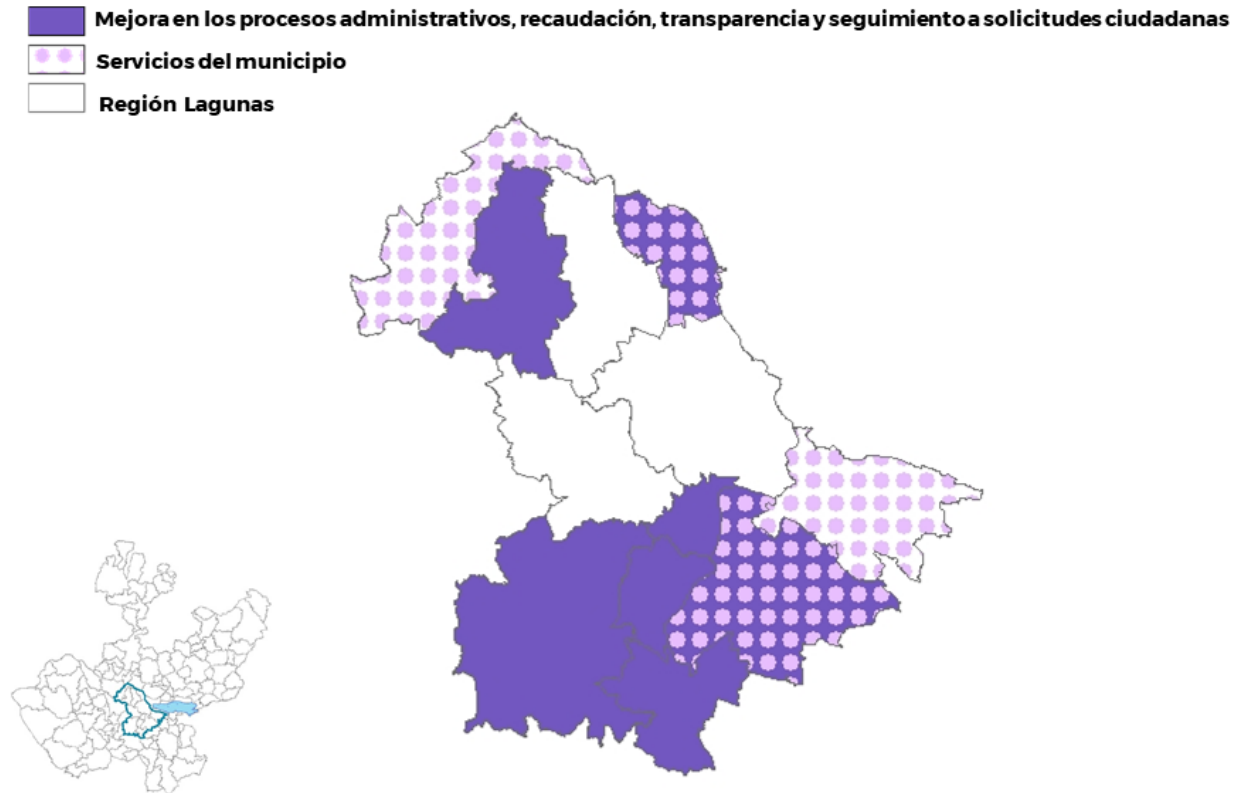 Mejora en los procesos administrativos, recaudación, transparencia y seguimiento a solicitudes ciudadanas
Servicios del municipio
Región Lagunas